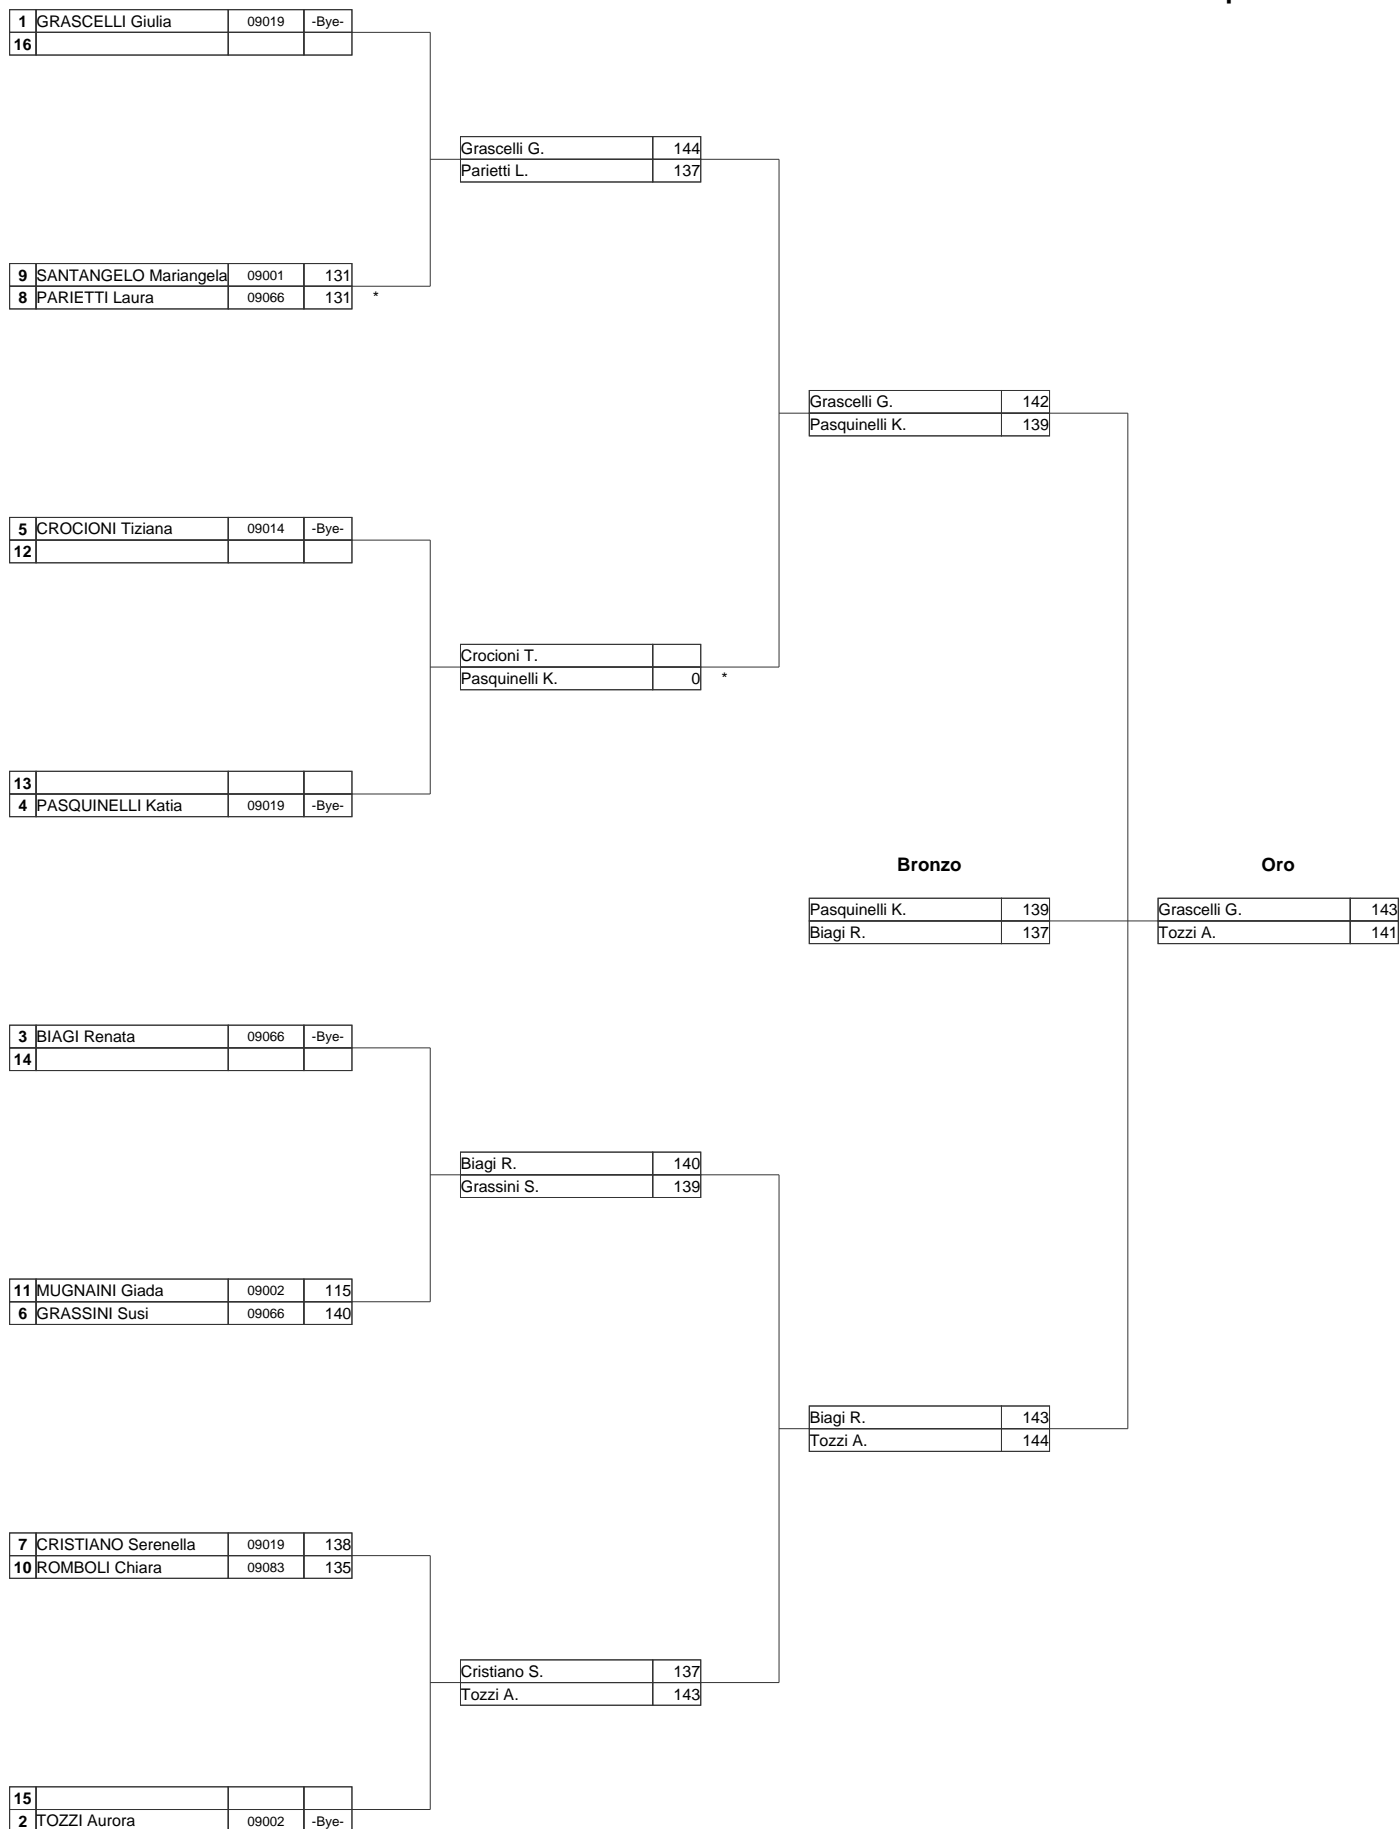 1 GRASCELLI Giulia 09019 -Bye-
16
Grascelli G. 144
Parietti L. 137
9 SANTANGELO Mariangela 09001 131
8 PARIETTI Laura 09066 131 *
Grascelli G. 142
Pasquinelli K. 139
5 CROCIONI Tiziana 09014 -Bye-
12
Crocioni T.
Pasquinelli K. 0 *
13
4 PASQUINELLI Katia 09019 -Bye-
Bronzo Oro
Pasquinelli K. 139 Grascelli G. 143
Biagi R. 137 Tozzi A. 141
3 BIAGI Renata 09066 -Bye-
14
Biagi R. 140
Grassini S. 139
11 MUGNAINI Giada 09002 115
6 GRASSINI Susi 09066 140
Biagi R. 143
Tozzi A. 144
7 CRISTIANO Serenella 09019 138
10 ROMBOLI Chiara 09083 135
Cristiano S. 137
Tozzi A. 143
15
2 TOZZI Aurora 09002 -Bye-